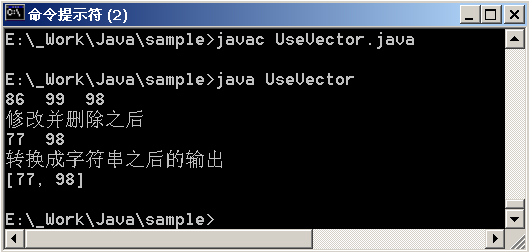 命令提示符 (2)
E:\_Work\Java\sample>javac UseVector.java
E:\_Work\Java\sample>java UseVector
86  99  98
修改并删除之后
77  98
转换成字符串之后的输出
[77, 98]
E:\_Work\Java\sample>